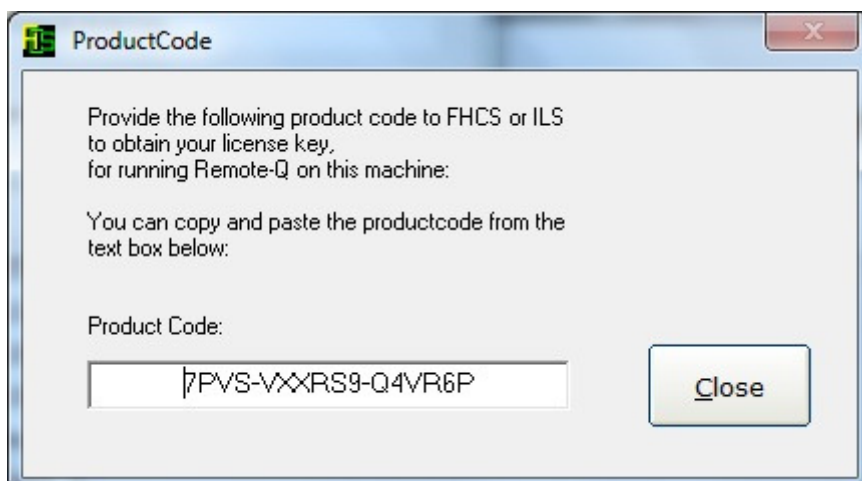 ProductCode
Provide the following product code to FHCS or ILS
to obtain your license key,
for running Remote-Q on this machine:
You can copy and paste the productcode from the
text box below:
Product Code:
7PVS-VXXRS9-Q4VR6P
Close